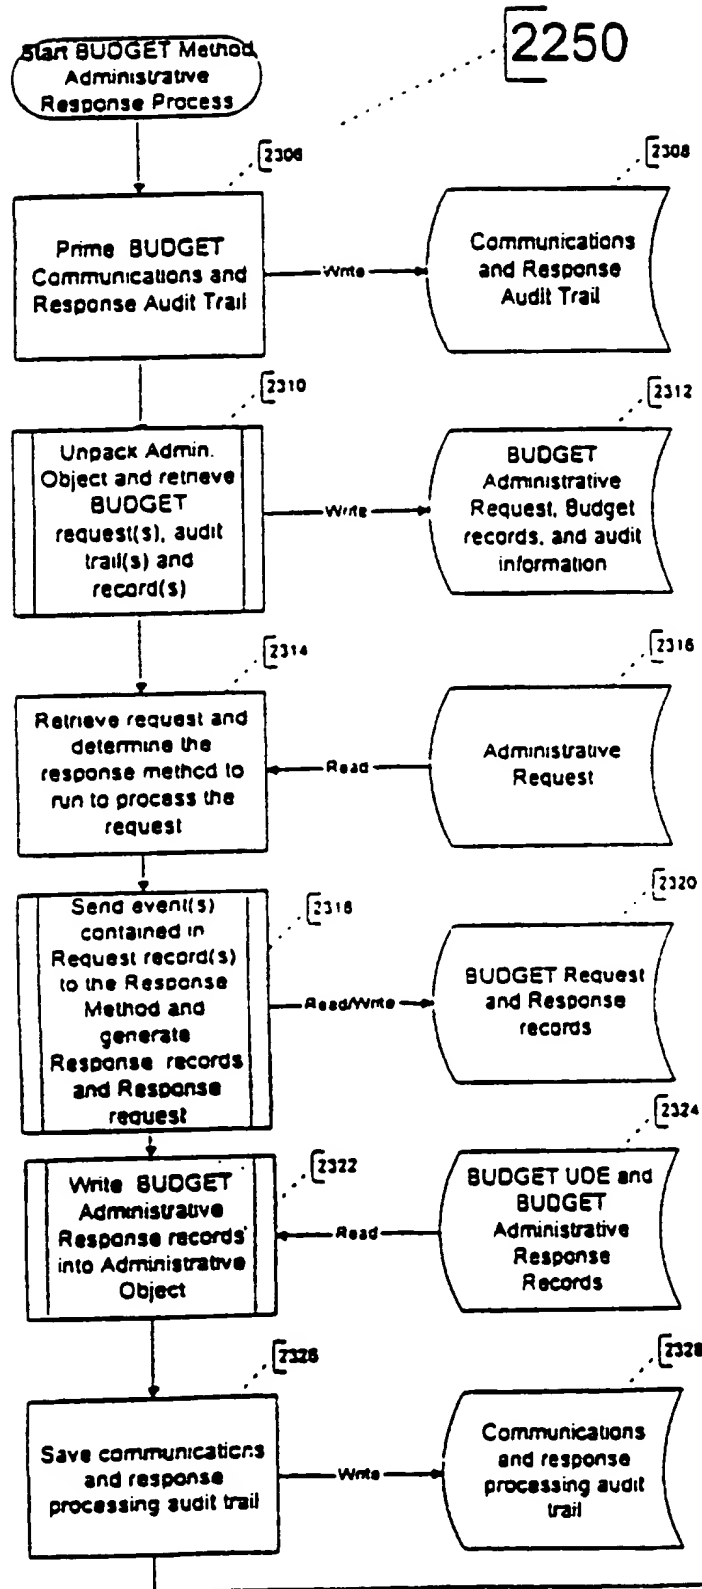 Start BUDGET Method
Administrative
Response Process
2250
2306
Prime BUDGET
Communications and
Response Audit Trail
Write
2308
Communications
and Response
Audit Trail
2310
Unpack Admin.
Object and retrieve
BUDGET
request(s), audit
trail(s) and
record(s)
Write
2312
BUDGET
Administrative
Request, Budget
records, and audit
information
2314
Retrieve request and
determine the
response method to
run to process the
request
Read
2316
Administrative
Request
2318
Send event(s)
contained in
Request record(s)
to the Response
Method and
generate
Response records
and Response
request
Read/Write
2320
BUDGET Request
and Response
records
2322
Write BUDGET
Administrative
Response records
into Administrative
Object
Read
2324
BUDGET UDE and
BUDGET
Administrative
Response
Records
2326
Save communications
and response
processing audit trail
Write
2328
Communications
and response
processing audit
trail